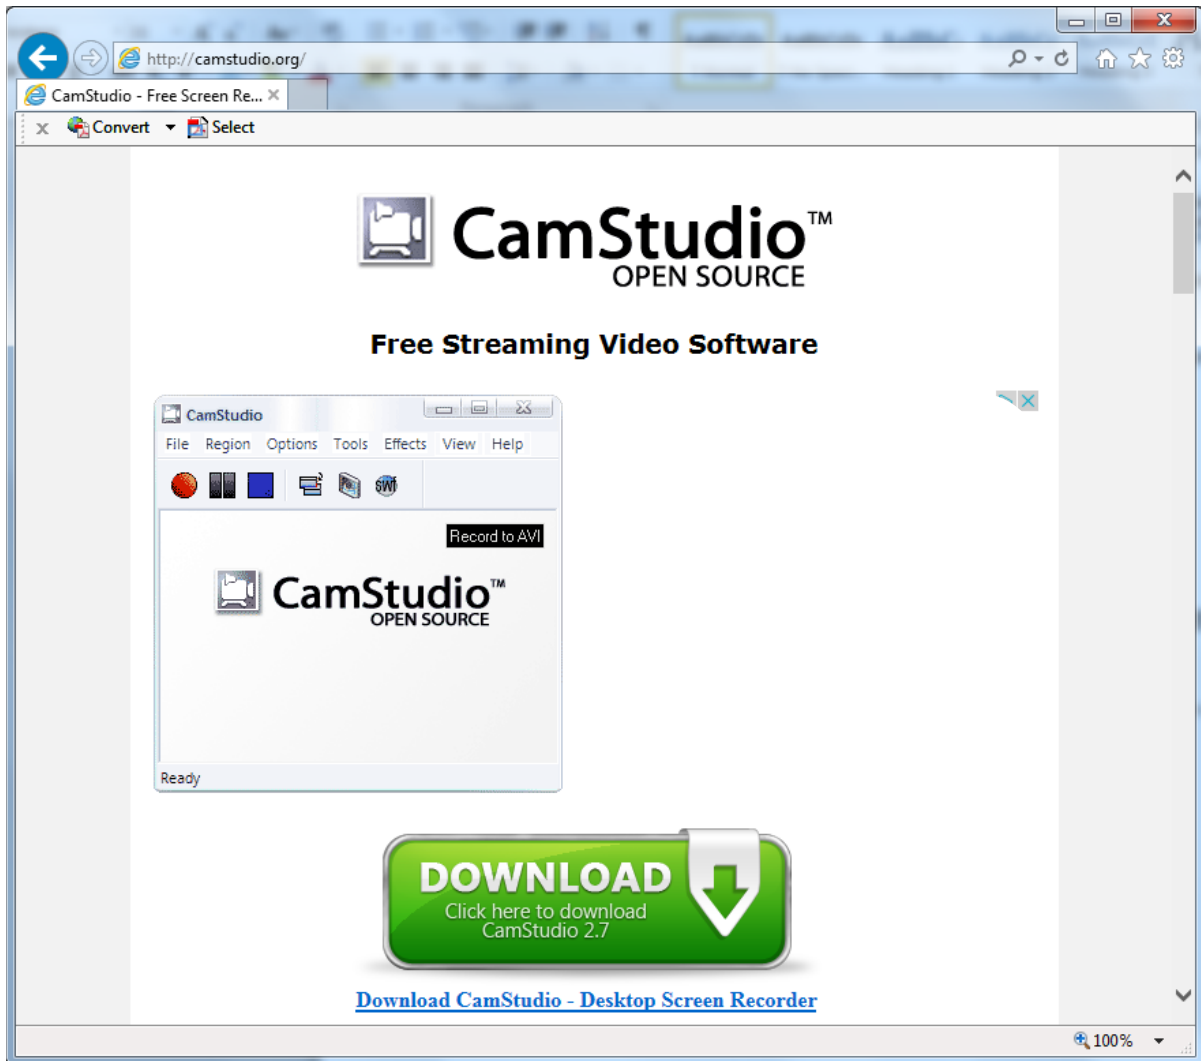 http://camstudio.org/
CamStudio - Free Screen Re...
Convert Select
CamStudio™
OPEN SOURCE
Free Streaming Video Software
CamStudio
File Region Options Tools Effects View Help
SWf
Record to AVI
CamStudio™
OPEN SOURCE
Ready
DOWNLOAD
Click here to download
CamStudio 2.7
Download CamStudio - Desktop Screen Recorder
100%